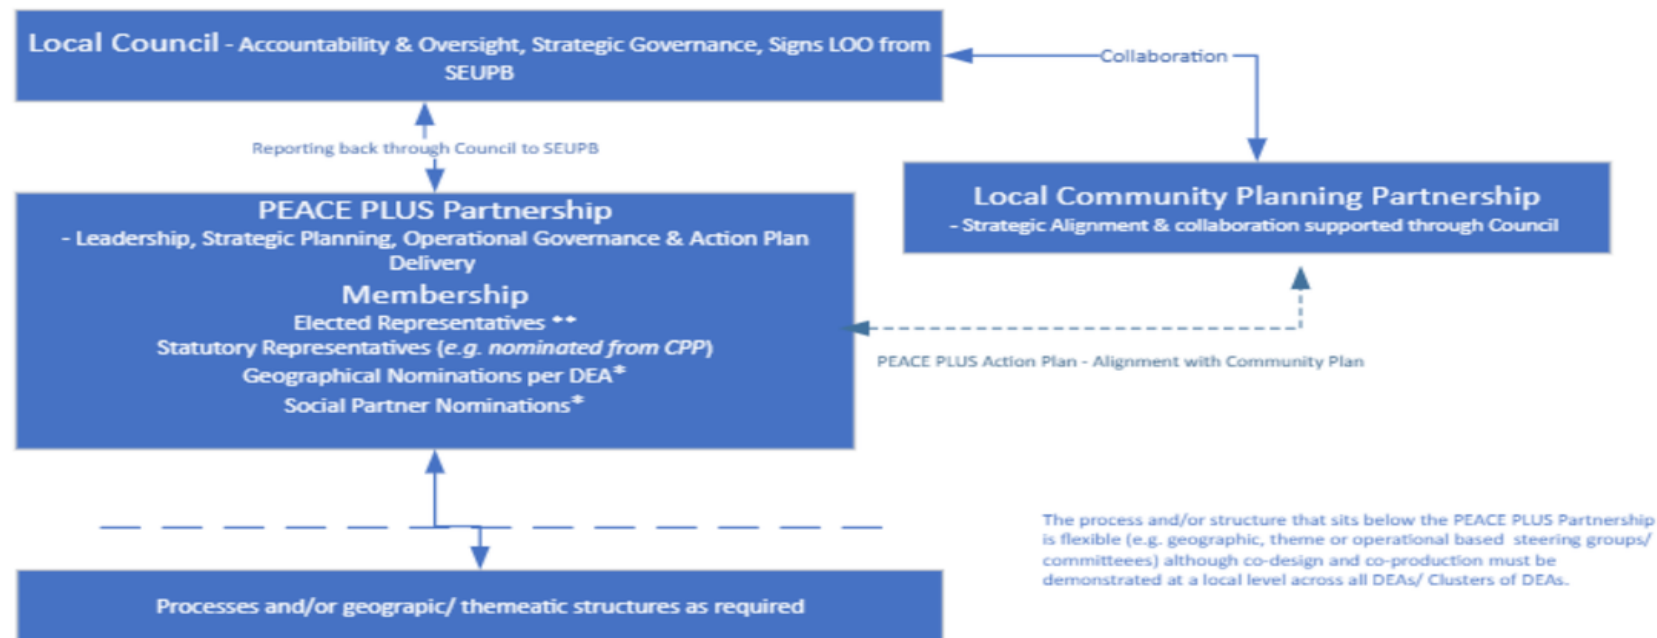 Local Council - Accountability & Oversight, Strategic Governance, Signs LOO from
SEUPB
Collaboration
Reporting back through Council to SEUPB
Local Community Planning Partnership
- Strategic Alignment & collaboration supported through Council
PEACE PLUS Partnership
- Leadership, Strategic Planning, Operational Governance & Action Plan
Delivery
Membership
Elected Representatives **
Statutory Representatives (e.g. nominated from CPP)
Geographical Nominations per DEA*
Social Partner Nominations*
PEACE PLUS Action Plan - Alignment with Community Plan
The process and/or structure that sits below the PEACE PLUS Partnership
is flexible (e.g. geographic, theme or operational based steering groups/
committeees) although co-design and co-production must be
demonstrated at a local level across all DEAs/ Clusters of DEAs.
Processes and/or geograpic/ themeatic structures as required